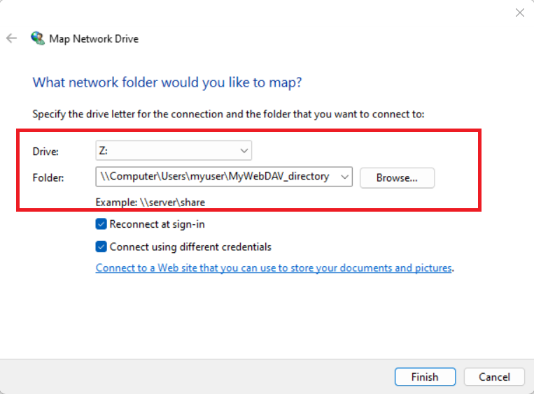 Map Network Drive
What network folder would you like to map?
Specify the drive letter for the connection and the folder that you want to connect to:
Drive: Z:
Folder: \\Computer\Users\myuser\MyWebDAV_directory Browse...
Example: \\server\share
Reconnect at sign-in
Connect using different credentials
Connect to a Web site that you can use to store your documents and pictures.
Finish Cancel